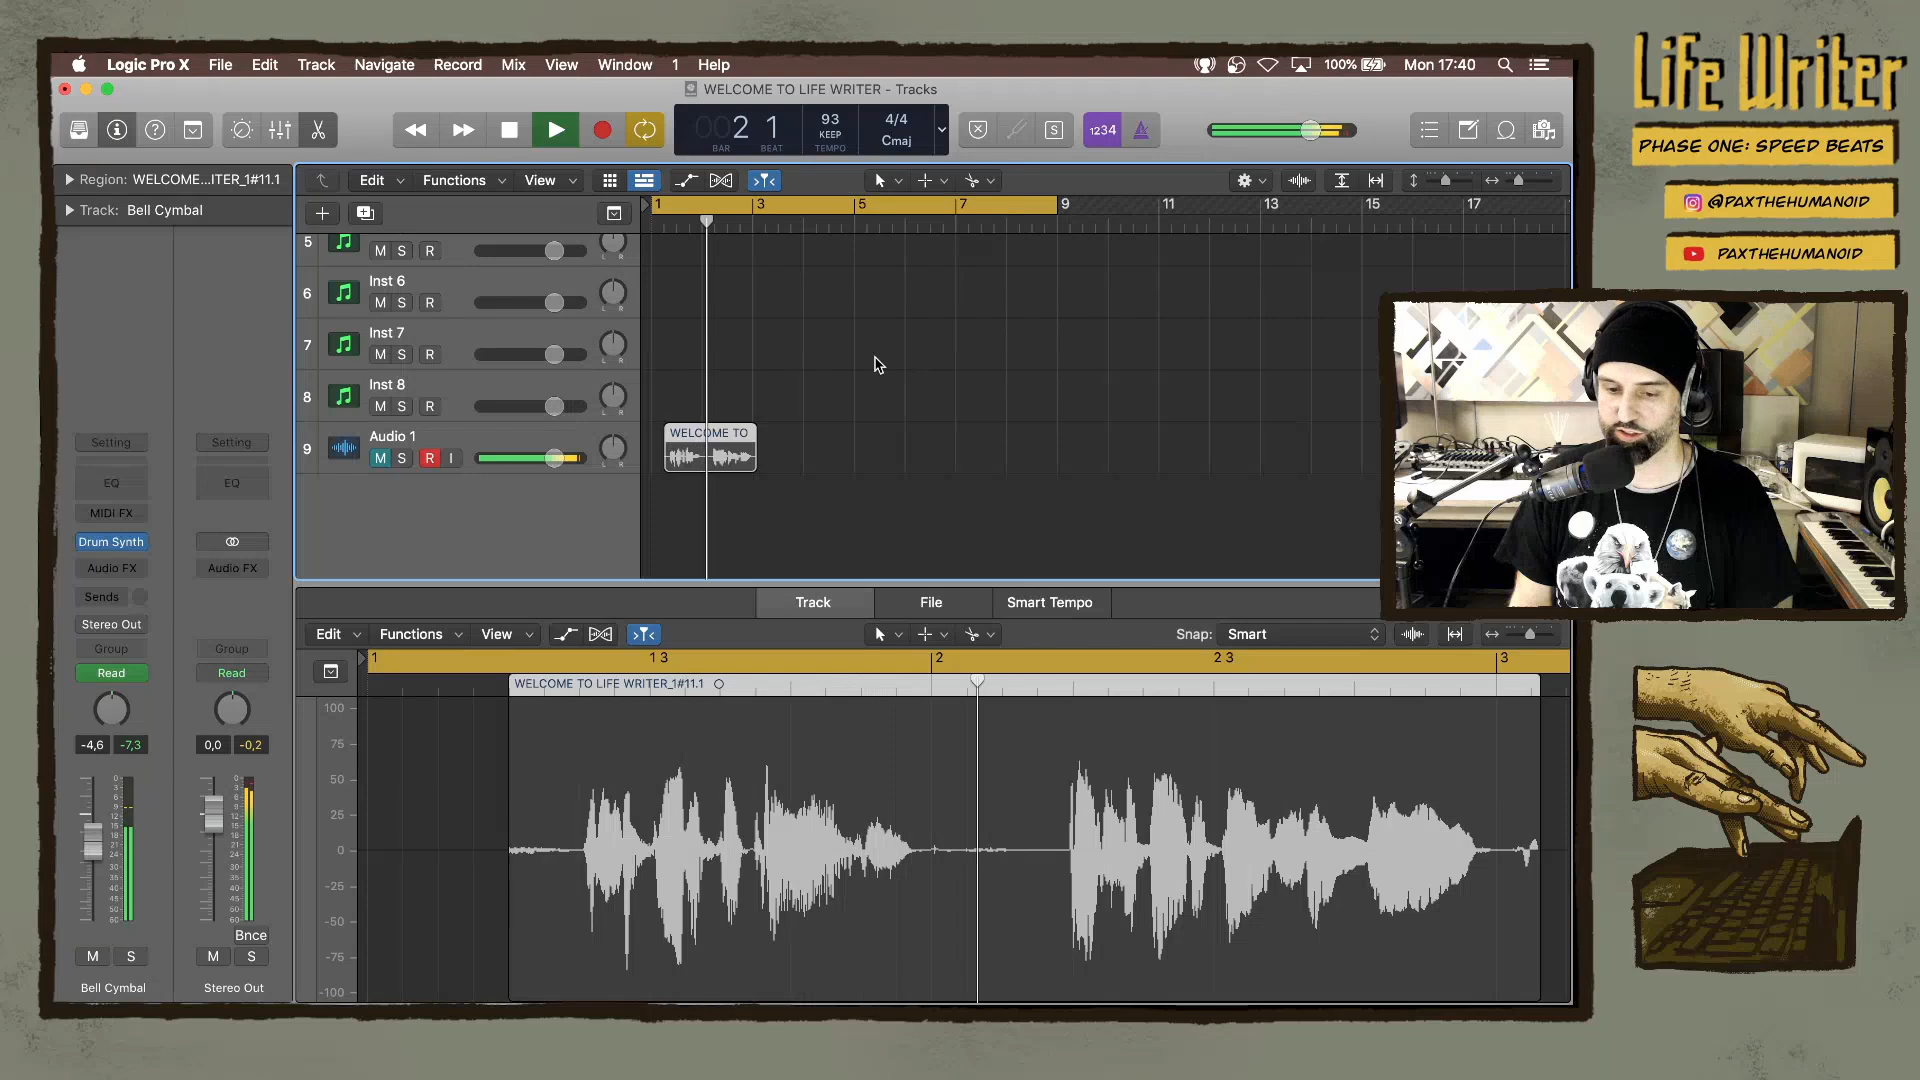 Logic Pro X File Edit Track Navigate Record Mix View Window 1 Help 100% Mon 17:40
WELCOME TO LIFE WRITER - Tracks
002 1 93 4/4
KEEP Cmaj
BAR BEAT TEMPO
S 1234
Region: WELCOME...ITER_1#11.1
Track: Bell Cymbal
Edit Functions View
1 3 5 7 9 11 13 15 17
5 M S R L R
Inst 6
6 M S R L R
Inst 7
7 M S R L R
Inst 8
8 M S R L R
Audio 1
9 M S R I L R
WELCOME TO
Setting Setting
EQ EQ
MIDI FX
Drum Synth
Audio FX Audio FX
Sends
Stereo Out
Group Group
Read Read
-4,6 -7,3 0,0 -0,2
Bnce
M S M S
Bell Cymbal Stereo Out
Track File Smart Tempo
Edit Functions View Snap: Smart
1 1 3 2 2 3 3
WELCOME TO LIFE WRITER_1#11.1
100
75
50
25
0
-25
-50
-75
-100
Life Writer
PHASE ONE: SPEED BEATS
@PAXTHEHUMANOID
PAXTHEHUMANOID